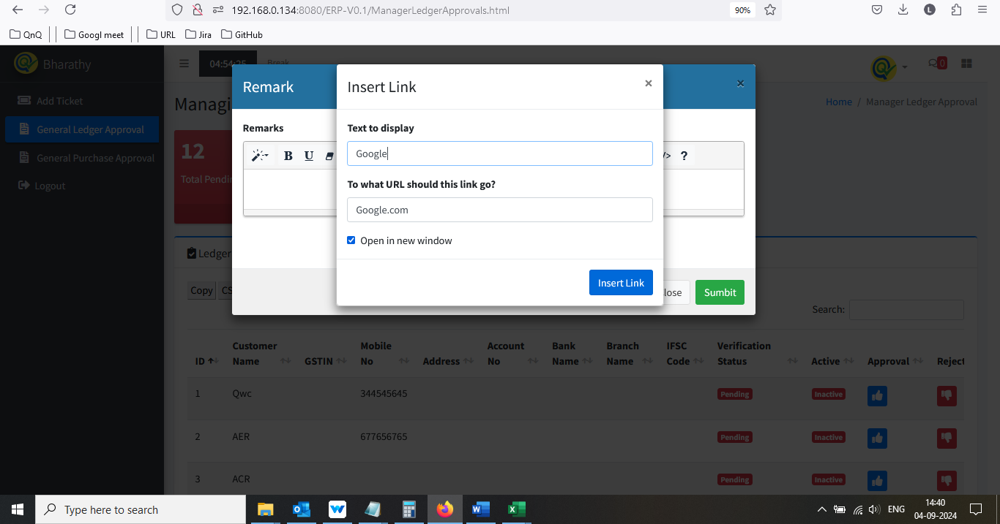 192.168.0.134:8080/ERP-V0.1/ManagerLedgerApprovals.html
90%
L
QnQ
Googl meet
URL
Jira
GitHub
Bharathy
04:54:25
Break
0
Add Ticket
General Ledger Approval
General Purchase Approval
Logout
Managi
Home / Manager Ledger Approval
12
Total Pendin
Remark
×
Remarks
B U
?
Insert Link
×
Text to display
Google
To what URL should this link go?
Google.com
Open in new window
Insert Link
lose
Sumbit
Ledger
Copy
CS
Search:
ID
Customer Name
GSTIN
Mobile No
Address
Account No
Bank Name
Branch Name
IFSC Code
Verification Status
Active
Approval
Reject
1 Qwc 344545645 Pending Inactive
2 AER 677656765 Pending Inactive
3 ACR Pending Inactive
Type here to search
ENG
14:40
04-09-2024